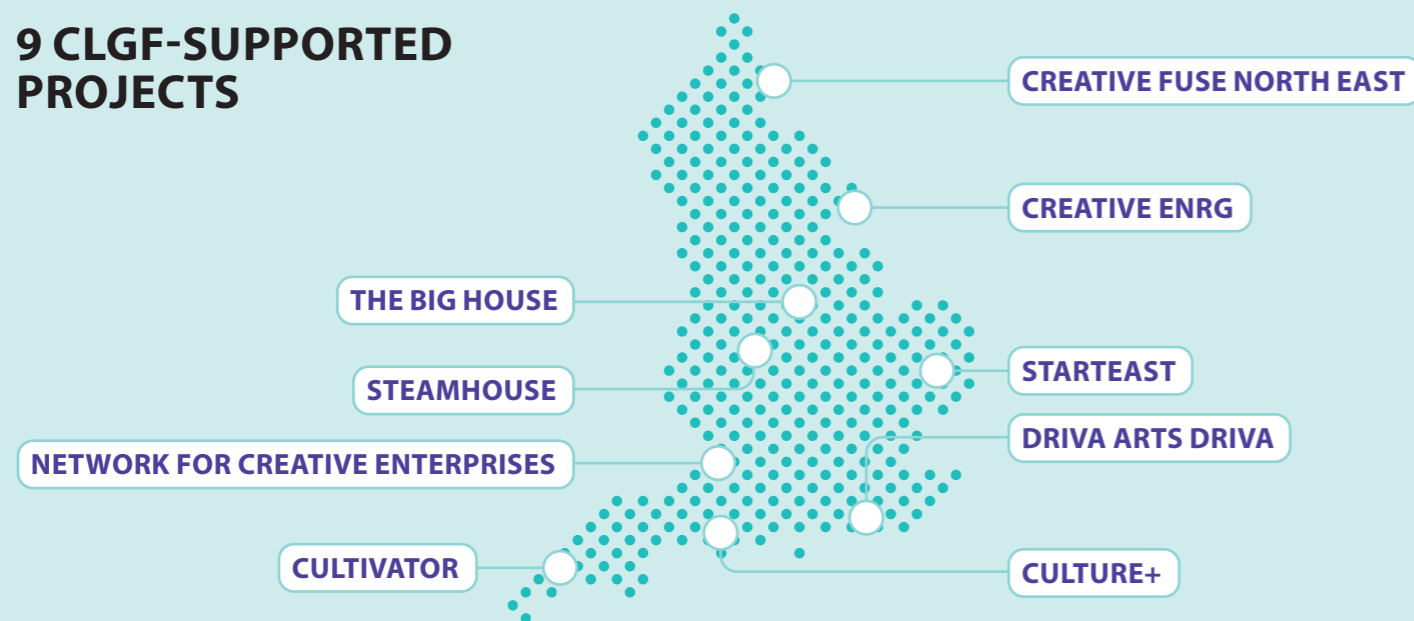 9 CLGF-SUPPORTED
PROJECTS
CREATIVE FUSE NORTH EAST
CREATIVE ENRG
THE BIG HOUSE
STEAMHOUSE
STARTEAST
DRIVA ARTS DRIVA
NETWORK FOR CREATIVE ENTERPRISES
CULTIVATOR
CULTURE+